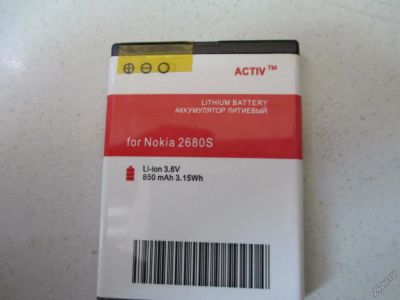 ACTIV™
LITHIUM BATTERY
АККУМУЛЯТОР ЛИТИЕВЫЙ
for Nokia 2680S
Li-ion 3.6V
850 mAh 3.15Wh